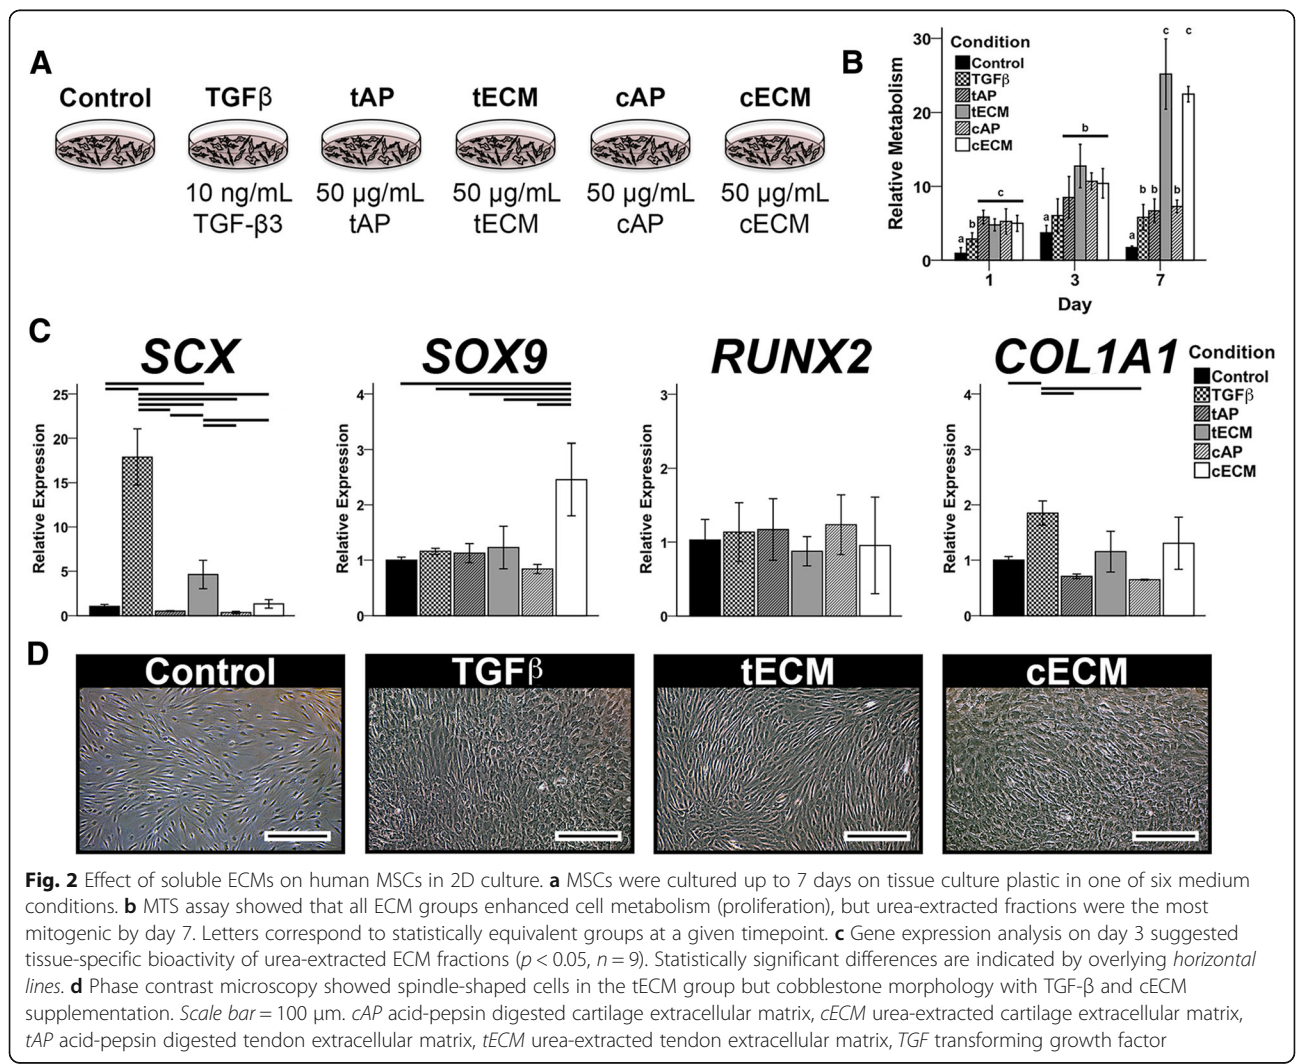 A
Control TGFβ tAP tECM cAP cECM
10 ng/mL 50 µg/mL 50 µg/mL 50 µg/mL 50 µg/mL
TGF-β3 tAP tECM cAP cECM
B
Relative Metabolism
30
20
10
0
Condition
Control
TGFβ
tAP
tECM
cAP
cECM
a b c
a b
a b b c b c
1 3 7
Day
C
SCX SOX9 RUNX2 COL1A1
Relative Expression
25
20
15
10
5
0
Relative Expression
4
3
2
1
0
Relative Expression
3
2
1
0
Relative Expression
4
3
2
1
0
Condition
Control
TGFβ
tAP
tECM
cAP
cECM
D
Control TGFβ tECM cECM
Fig. 2 Effect of soluble ECMs on human MSCs in 2D culture. a MSCs were cultured up to 7 days on tissue culture plastic in one of six medium
conditions. b MTS assay showed that all ECM groups enhanced cell metabolism (proliferation), but urea-extracted fractions were the most
mitogenic by day 7. Letters correspond to statistically equivalent groups at a given timepoint. c Gene expression analysis on day 3 suggested
tissue-specific bioactivity of urea-extracted ECM fractions (p < 0.05, n = 9). Statistically significant differences are indicated by overlying horizontal
lines. d Phase contrast microscopy showed spindle-shaped cells in the tECM group but cobblestone morphology with TGF-β and cECM
supplementation. Scale bar = 100 µm. cAP acid-pepsin digested cartilage extracellular matrix, cECM urea-extracted cartilage extracellular matrix,
tAP acid-pepsin digested tendon extracellular matrix, tECM urea-extracted tendon extracellular matrix, TGF transforming growth factor